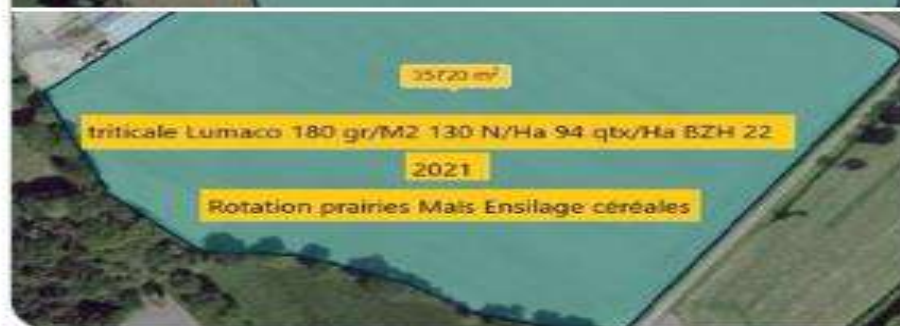 35720 m²
triticale Lumaco 180 gr/M2 130 N/Ha 94 qtx/Ha BZH 22
2021
Rotation prairies Maïs Ensilage céréales